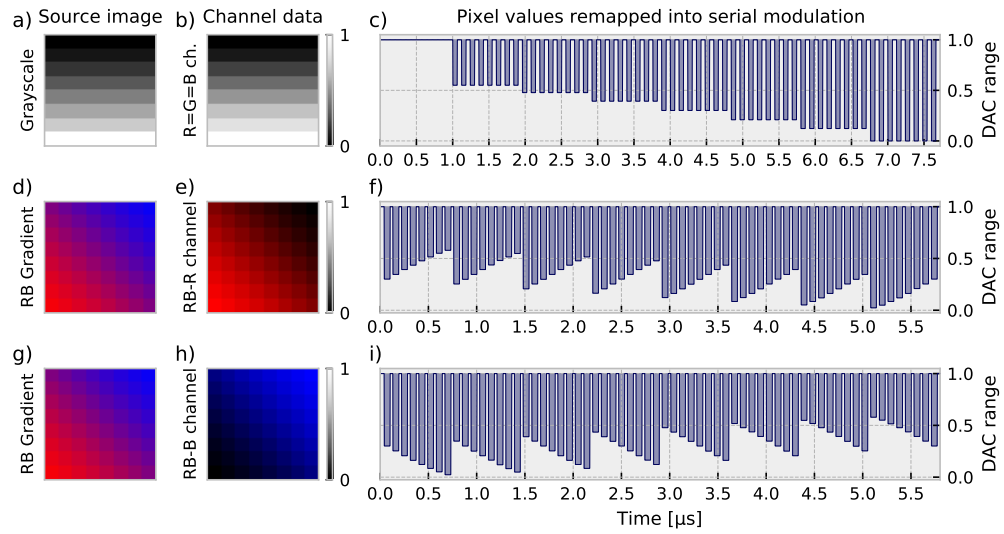 a) Source image b) Channel data c) Pixel values remapped into serial modulation
Grayscale
R=G=B ch.
1
0
1.0
0.5
0.0
DAC range
0.0 0.5 1.0 1.5 2.0 2.5 3.0 3.5 4.0 4.5 5.0 5.5 6.0 6.5 7.0 7.5
d) e) f)
RB Gradient
RB-R channel
1
0
1.0
0.5
0.0
DAC range
0.0 0.5 1.0 1.5 2.0 2.5 3.0 3.5 4.0 4.5 5.0 5.5
g) h) i)
RB Gradient
RB-B channel
1
0
1.0
0.5
0.0
DAC range
0.0 0.5 1.0 1.5 2.0 2.5 3.0 3.5 4.0 4.5 5.0 5.5
Time [μs]